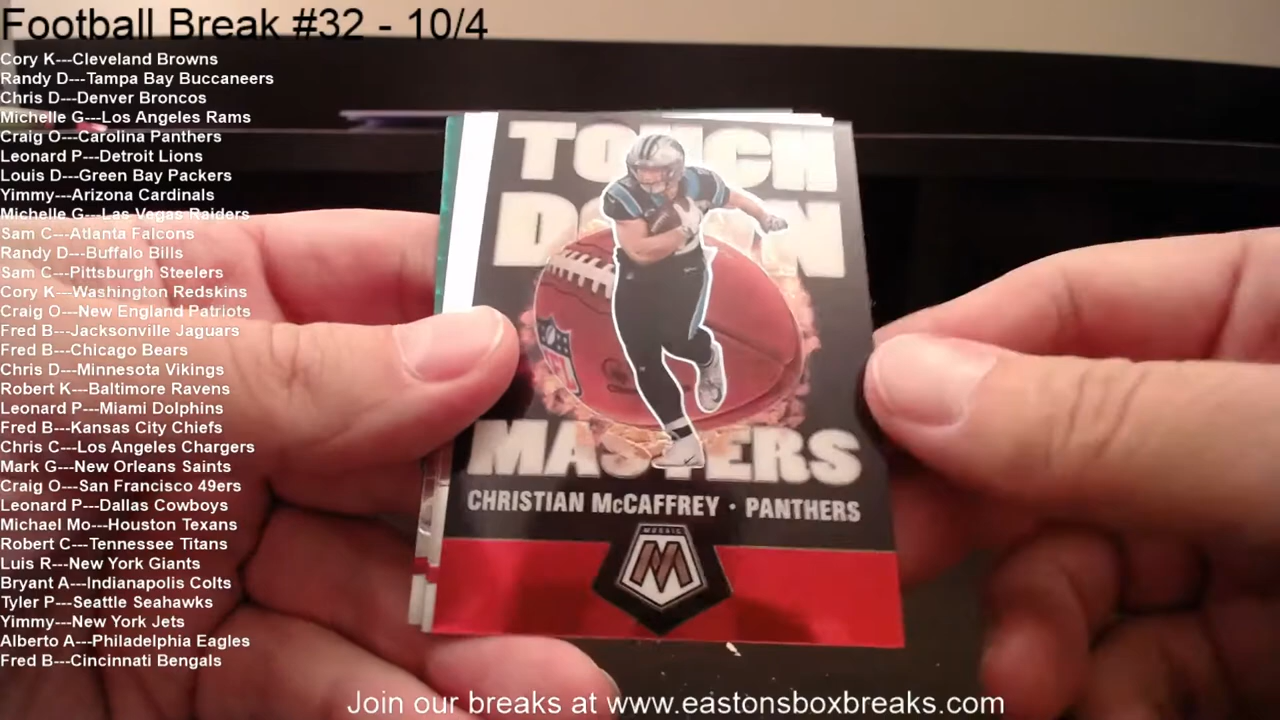 Football Break #32 - 10/4
Cory K---Cleveland Browns
Randy D---Tampa Bay Buccaneers
Chris D---Denver Broncos
Michelle G---Los Angeles Rams
Craig O---Carolina Panthers
Leonard P---Detroit Lions
Louis D---Green Bay Packers
Yimmy---Arizona Cardinals
Michelle G---Las Vegas Raiders
Sam C---Atlanta Falcons
Randy D---Buffalo Bills
Sam C---Pittsburgh Steelers
Cory K---Washington Redskins
Craig O---New England Patriots
Fred B---Jacksonville Jaguars
Fred B---Chicago Bears
Chris D---Minnesota Vikings
Robert K---Baltimore Ravens
Leonard P---Miami Dolphins
Fred B---Kansas City Chiefs
Chris C---Los Angeles Chargers
Mark G---New Orleans Saints
Craig O---San Francisco 49ers
Leonard P---Dallas Cowboys
Michael Mo---Houston Texans
Robert C---Tennessee Titans
Luis R---New York Giants
Bryant A---Indianapolis Colts
Tyler P---Seattle Seahawks
Yimmy---New York Jets
Alberto A---Philadelphia Eagles
Fred B---Cincinnati Bengals
TOUCH
DOWN
NFL
MASTERS
CHRISTIAN McCAFFREY · PANTHERS
MOSAIC
M
Join our breaks at www.eastonsboxbreaks.com